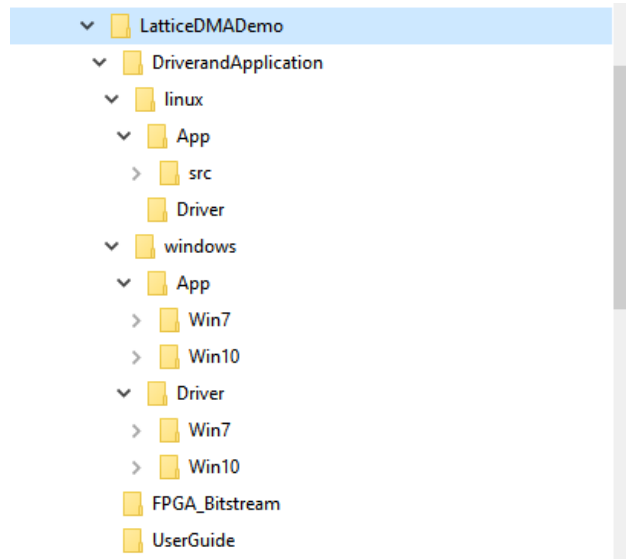 LatticeDMADemo
DriverandApplication
linux
App
src
Driver
windows
App
Win7
Win10
Driver
Win7
Win10
FPGA_Bitstream
UserGuide